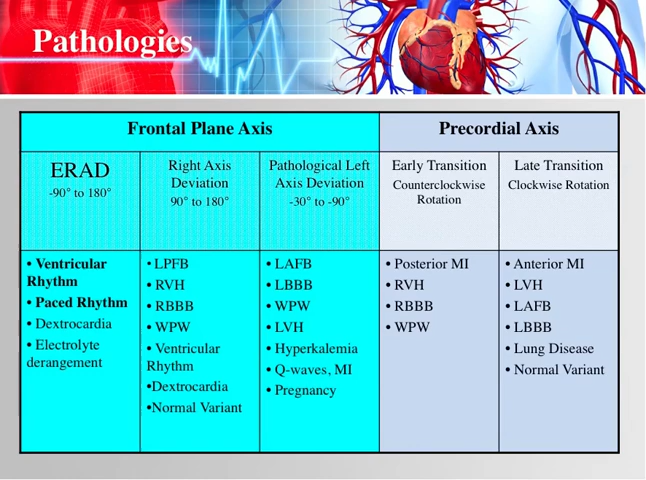 Pathologies
Frontal Plane Axis
Precordial Axis
ERAD
-90° to 180°
Right Axis
Deviation
90° to 180°
Pathological Left
Axis Deviation
-30° to -90°
Early Transition
Counterclockwise
Rotation
Late Transition
Clockwise Rotation
• Ventricular
Rhythm
• Paced Rhythm
• Dextrocardia
• Electrolyte
derangement
• LPFB
• RVH
• RBBB
• WPW
• Ventricular
Rhythm
•Dextrocardia
•Normal Variant
• LAFB
• LBBB
• WPW
• LVH
• Hyperkalemia
• Q-waves, MI
• Pregnancy
• Posterior MI
• RVH
• RBBB
• WPW
• Anterior MI
• LVH
• LAFB
• LBBB
• Lung Disease
• Normal Variant